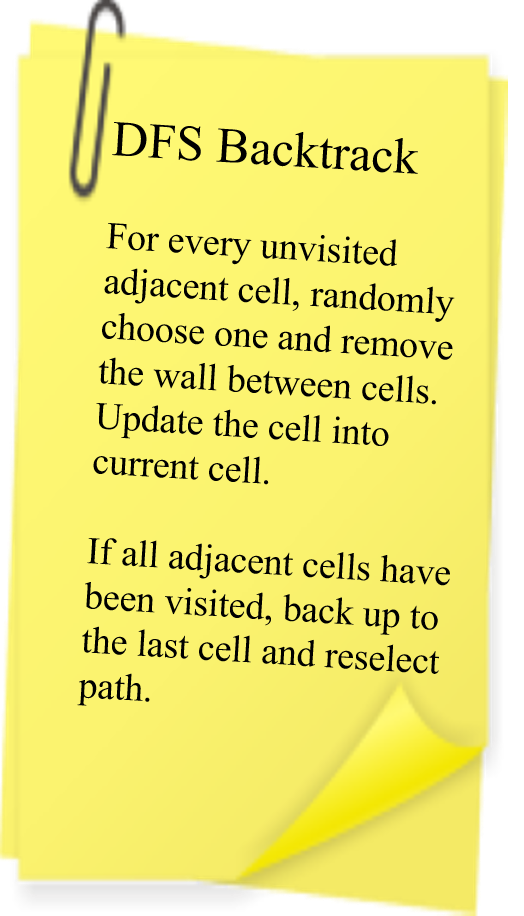 DFS Backtrack
For every unvisited
adjacent cell, randomly
choose one and remove
the wall between cells.
Update the cell into
current cell.
If all adjacent cells have
been visited, back up to
the last cell and reselect
path.